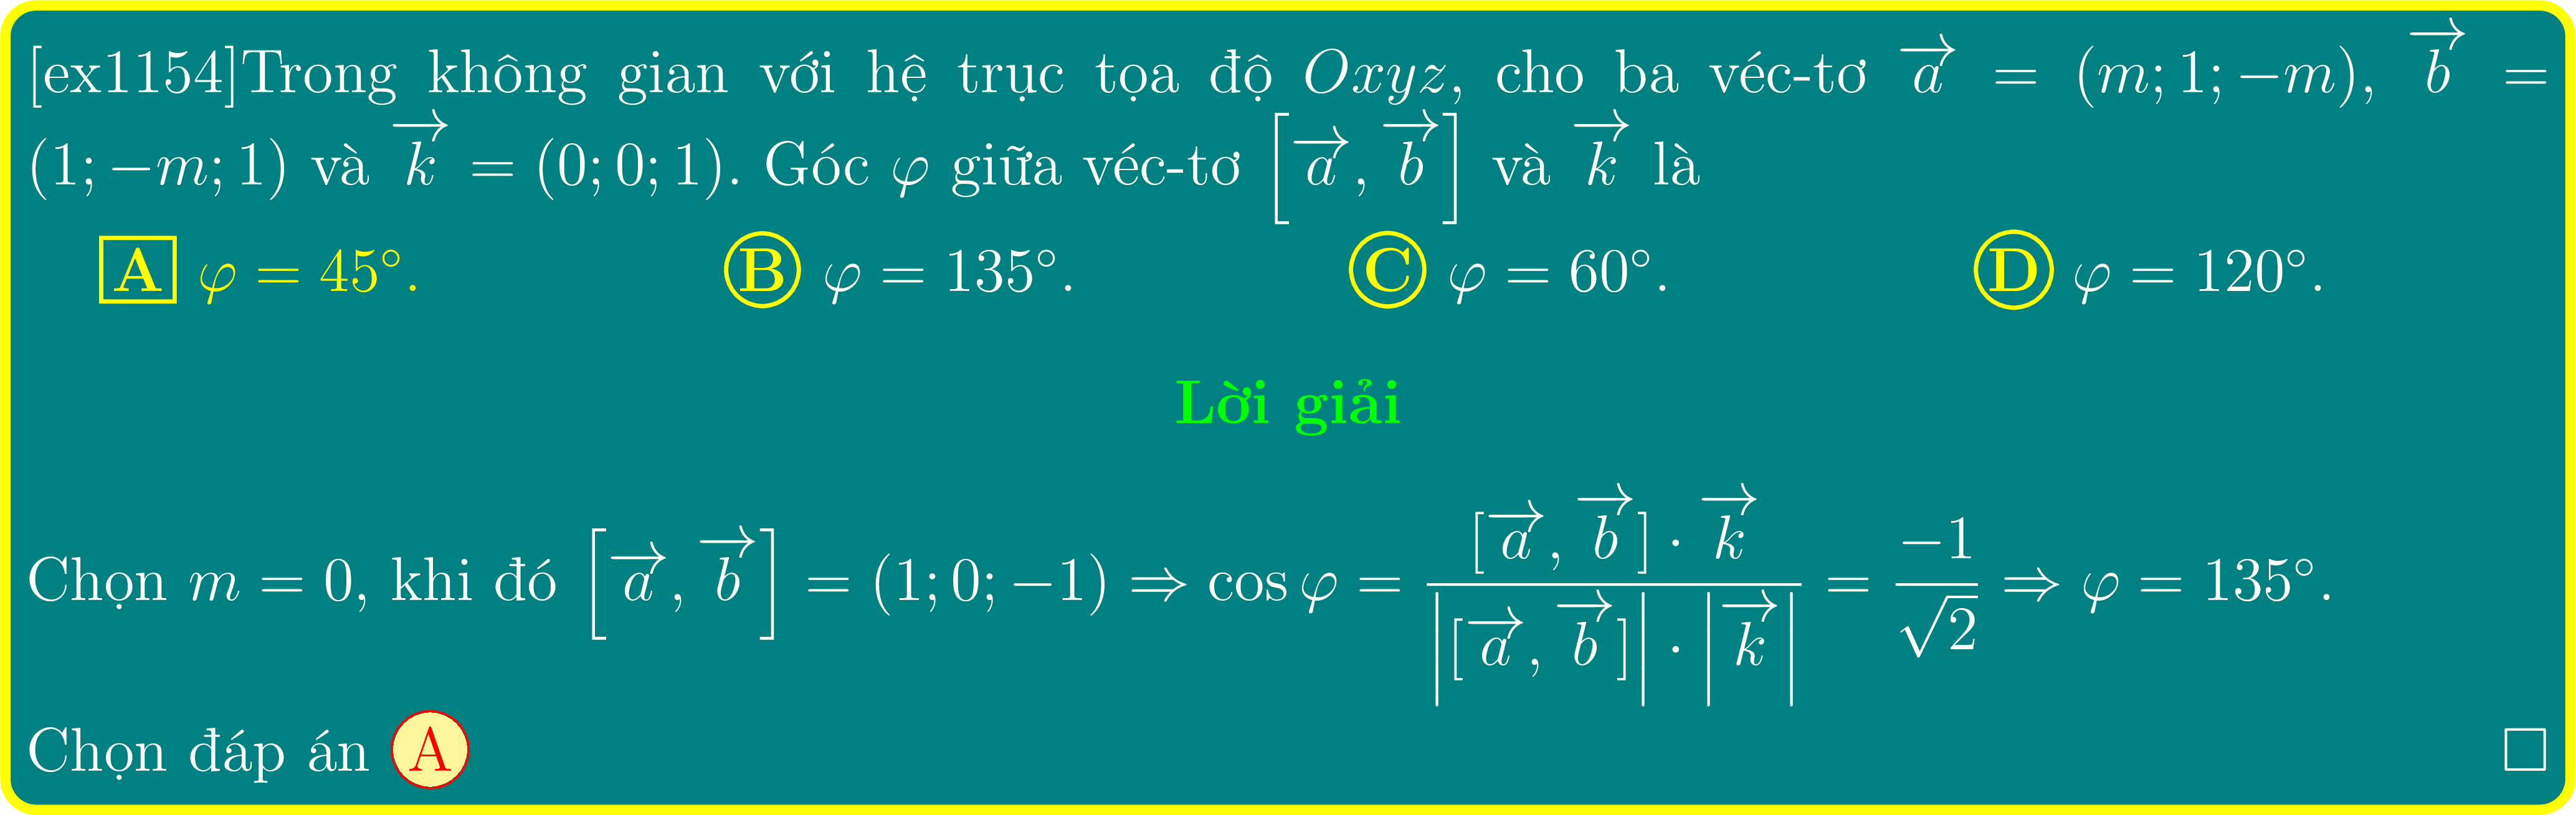 [ex1154]Trong không gian với hệ trục tọa độ $Oxyz$, cho ba véc-tơ $\overrightarrow{a} = (m; 1; -m)$, $\overrightarrow{b} =$
$(1; -m; 1)$ và $\overrightarrow{k} = (0; 0; 1)$. Góc $\varphi$ giữa véc-tơ $\left[\overrightarrow{a}, \overrightarrow{b}\right]$ và $\overrightarrow{k}$ là
A $\varphi = 45^\circ$. B $\varphi = 135^\circ$. C $\varphi = 60^\circ$. D $\varphi = 120^\circ$.
Lời giải
Chọn $m = 0$, khi đó $\left[\overrightarrow{a}, \overrightarrow{b}\right] = (1; 0; -1) \Rightarrow \cos\varphi = \dfrac{[\overrightarrow{a}, \overrightarrow{b}] \cdot \overrightarrow{k}}{\left|[\overrightarrow{a}, \overrightarrow{b}]\right| \cdot \left|\overrightarrow{k}\right|} = \dfrac{-1}{\sqrt{2}} \Rightarrow \varphi = 135^\circ$.
Chọn đáp án A □